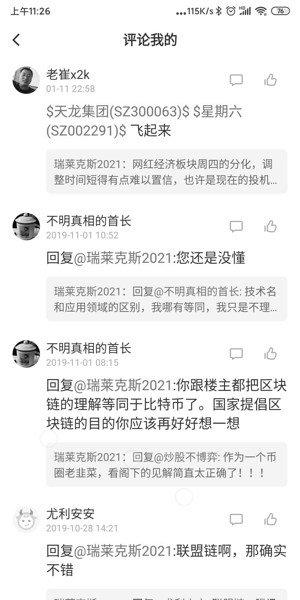 上午11:26
...115K/s
76
评论我的
老崔x2k
01-11 22:58
$天龙集团(SZ300063)$ $星期六
(SZ002291)$ 飞起来
瑞莱克斯2021：网红经济板块周四的分化，调
整时间短得有点难以置信，也许是现在的投机...
不明真相的首长
2019-11-01 10:52
回复@瑞莱克斯2021:您还是没懂
瑞莱克斯2021：回复@不明真相的首长: 技术名
和应用领域的区别，我哪有等同，我只是不理...
不明真相的首长
2019-11-01 08:15
回复@瑞莱克斯2021:你跟楼主都把区块
链的理解等同于比特币了。国家提倡区
块链的目的你应该再好好想一想
瑞莱克斯2021：回复@炒股不博弈: 作为一个币
圈老韭菜，看阁下的见解简直太正确了！！！
尤利安安
2019-10-28 14:21
回复@瑞莱克斯2021:联盟链啊，那确实
不错